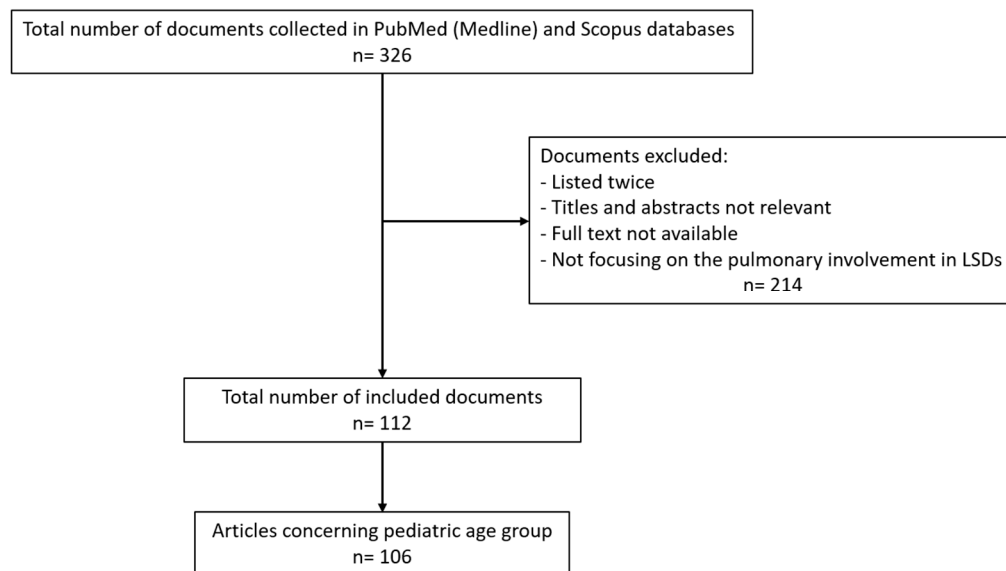 Total number of documents collected in PubMed (Medline) and Scopus databases
n= 326
Documents excluded:
- Listed twice
- Titles and abstracts not relevant
- Full text not available
- Not focusing on the pulmonary involvement in LSDs
n= 214
Total number of included documents
n= 112
Articles concerning pediatric age group
n= 106